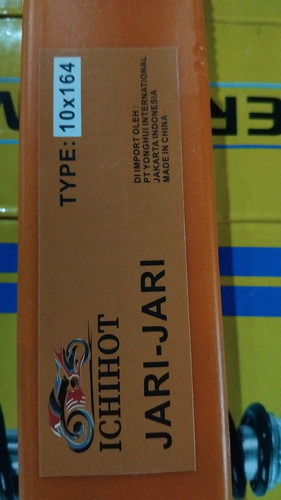 ICHIHOT
JARI-JARI
TYPE: 10x164
DI IMPORT OLEH :
PT.YONGHUI INTERNATIONAL
JAKARTA INDONESIA
MADE IN CHINA